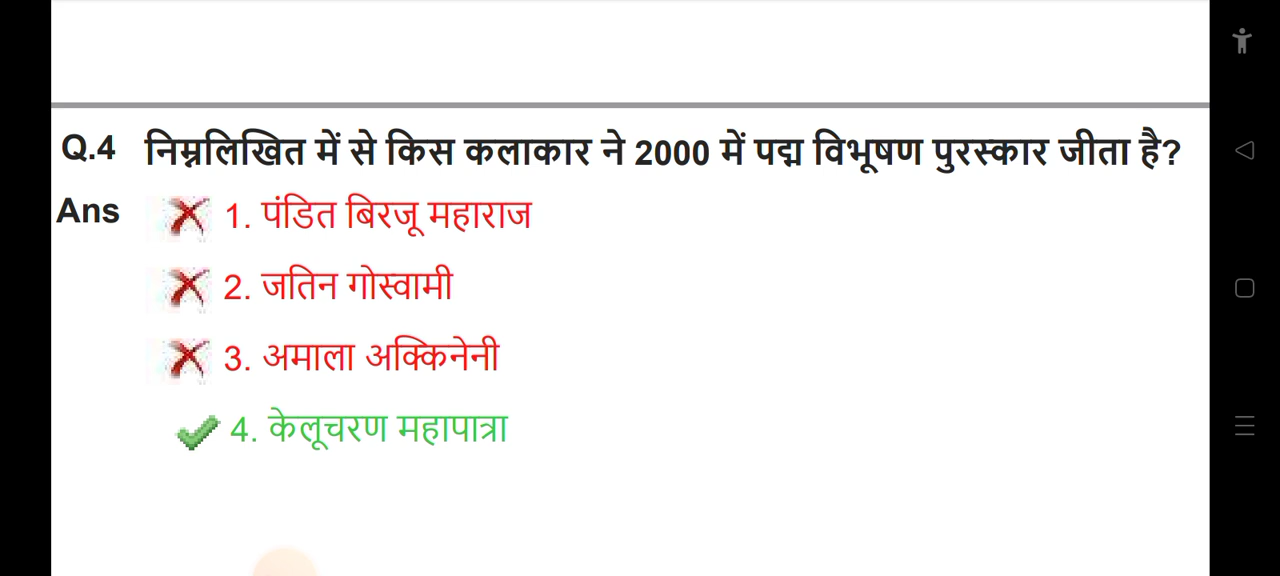 Q.4 निम्नलिखित में से किस कलाकार ने 2000 में पद्म विभूषण पुरस्कार जीता है?
Ans 1. पंडित बिरजू महाराज
2. जतिन गोस्वामी
3. अमाला अक्किनेनी
4. केलूचरण महापात्रा